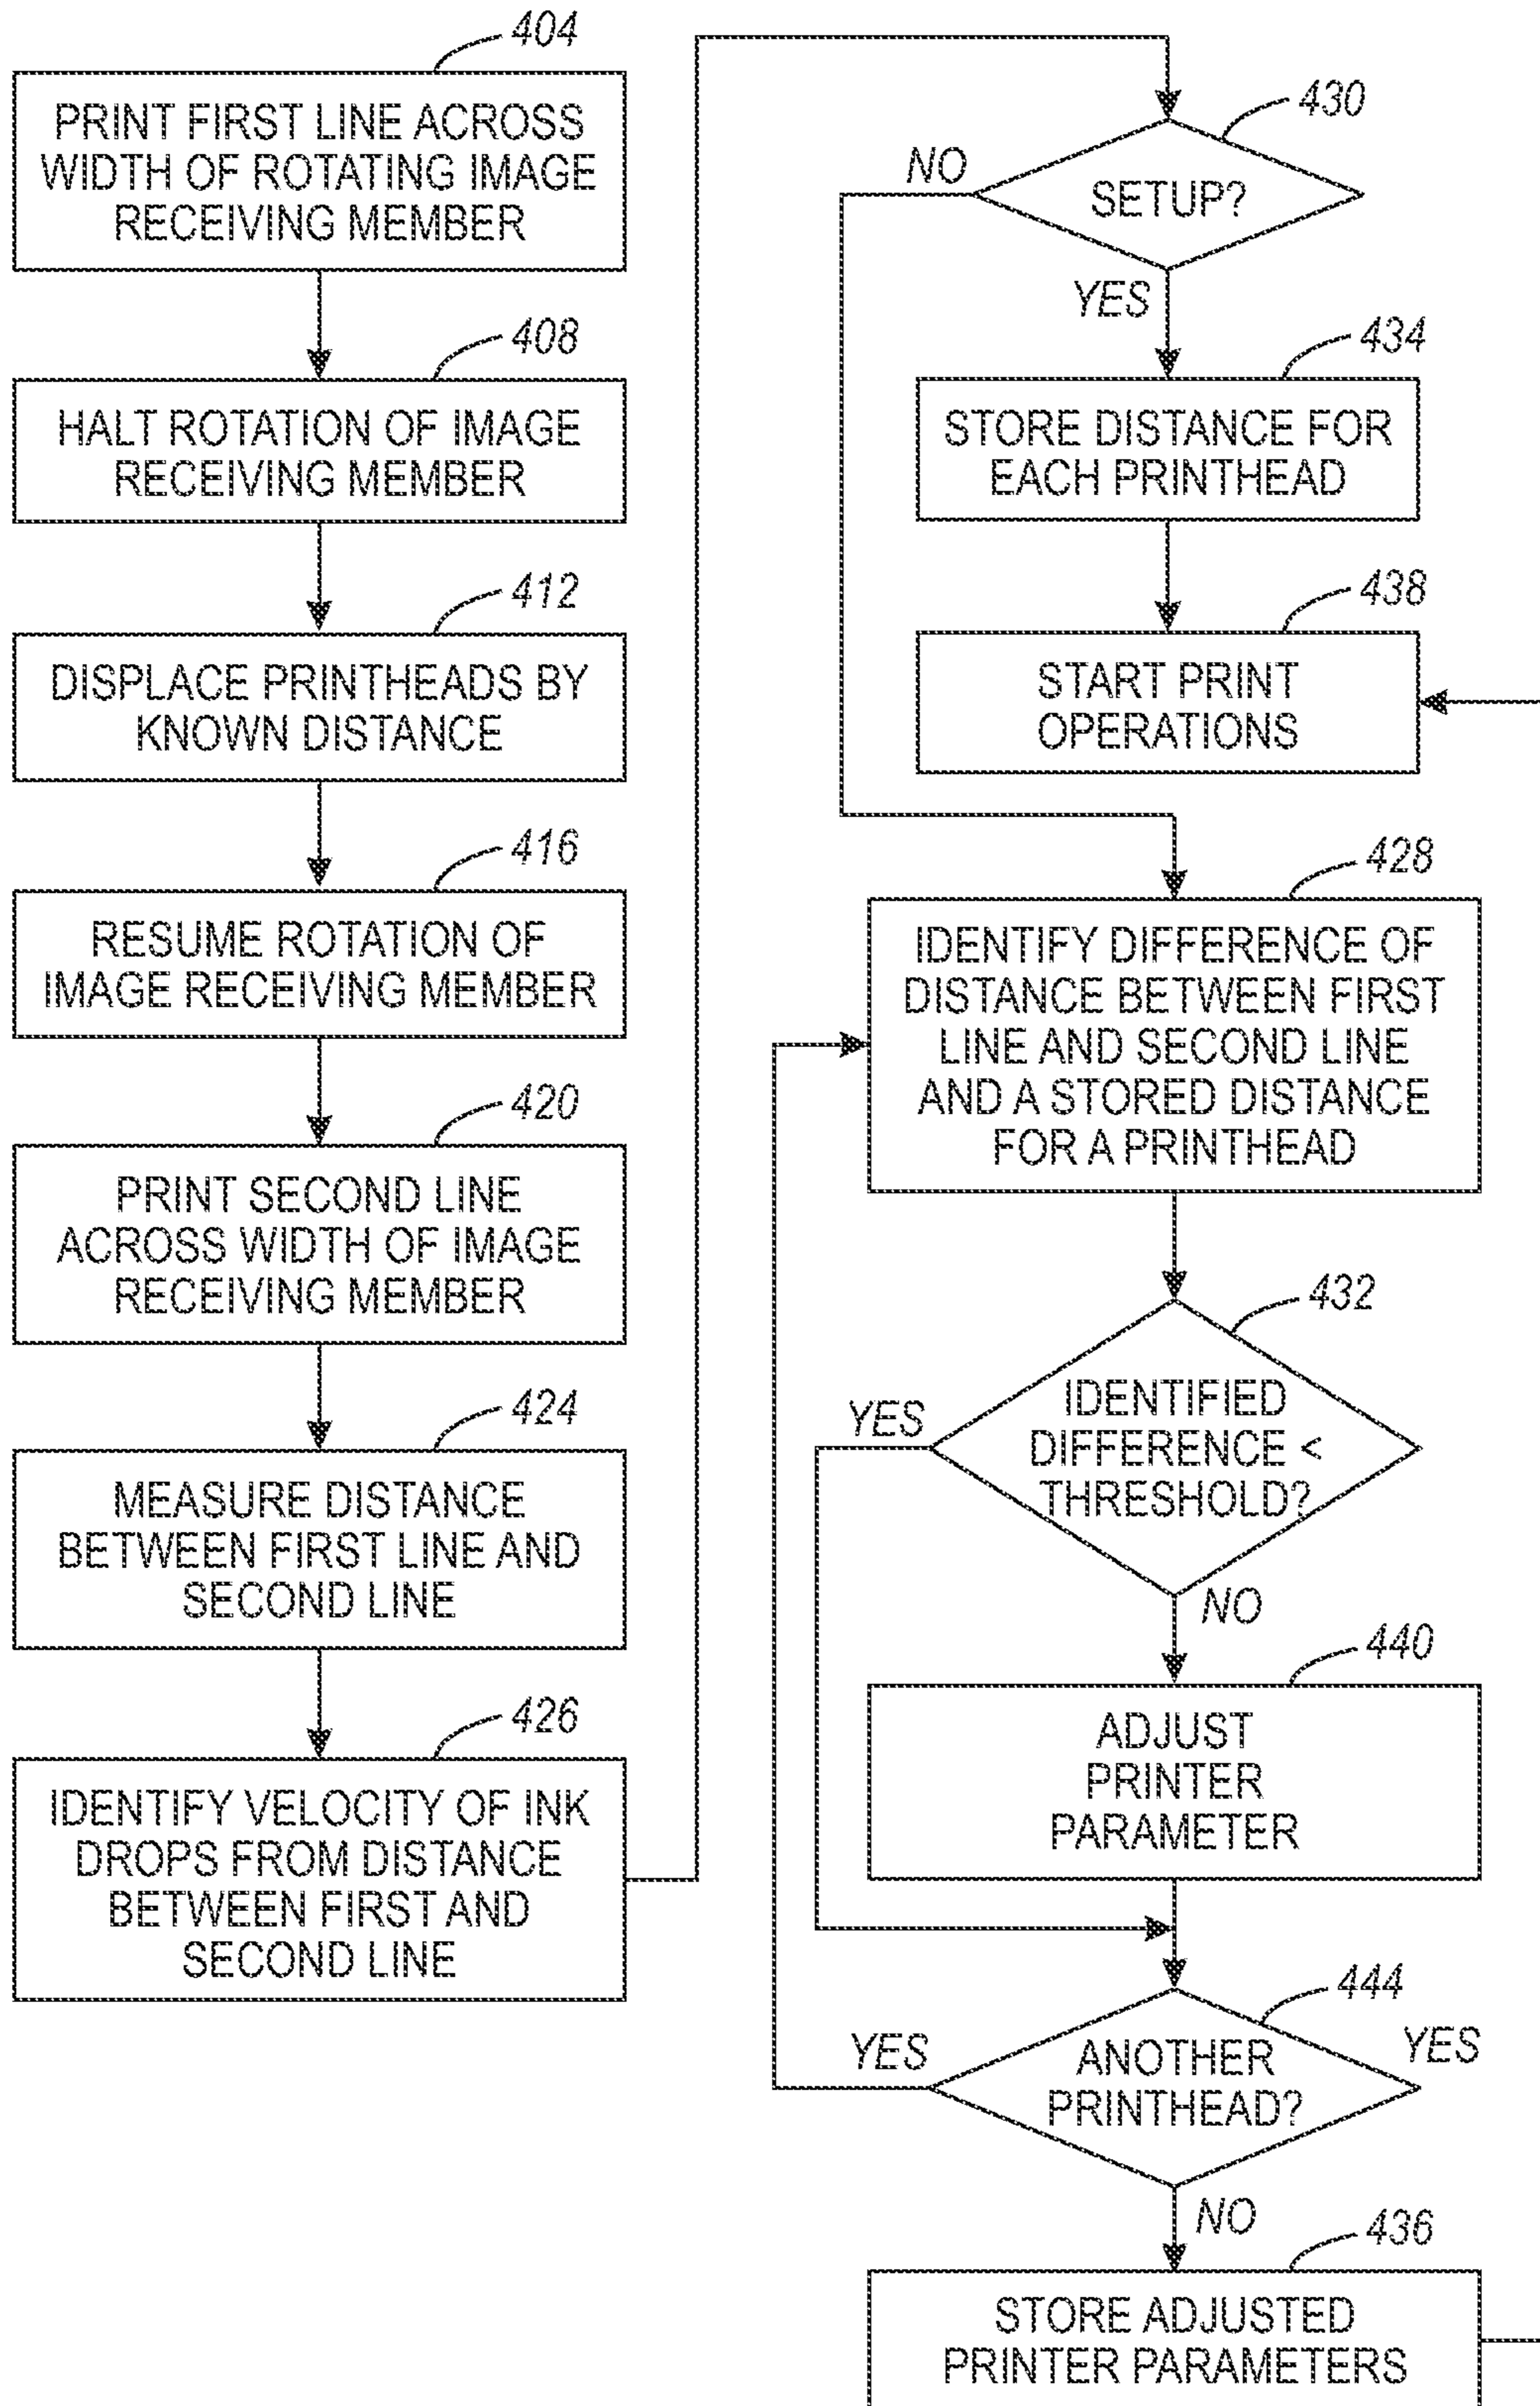 404
PRINT FIRST LINE ACROSS
WIDTH OF ROTATING IMAGE
RECEIVING MEMBER
408
HALT ROTATION OF IMAGE
RECEIVING MEMBER
412
DISPLACE PRINTHEADS BY
KNOWN DISTANCE
416
RESUME ROTATION OF
IMAGE RECEIVING MEMBER
420
PRINT SECOND LINE
ACROSS WIDTH OF IMAGE
RECEIVING MEMBER
424
MEASURE DISTANCE
BETWEEN FIRST LINE AND
SECOND LINE
426
IDENTIFY VELOCITY OF INK
DROPS FROM DISTANCE
BETWEEN FIRST AND
SECOND LINE
430
NO
SETUP?
YES
434
STORE DISTANCE FOR
EACH PRINTHEAD
438
START PRINT
OPERATIONS
428
IDENTIFY DIFFERENCE OF
DISTANCE BETWEEN FIRST
LINE AND SECOND LINE
AND A STORED DISTANCE
FOR A PRINTHEAD
432
YES
IDENTIFIED
DIFFERENCE <
THRESHOLD?
NO
440
ADJUST
PRINTER
PARAMETER
444
YES
ANOTHER
PRINTHEAD?
YES
NO
436
STORE ADJUSTED
PRINTER PARAMETERS